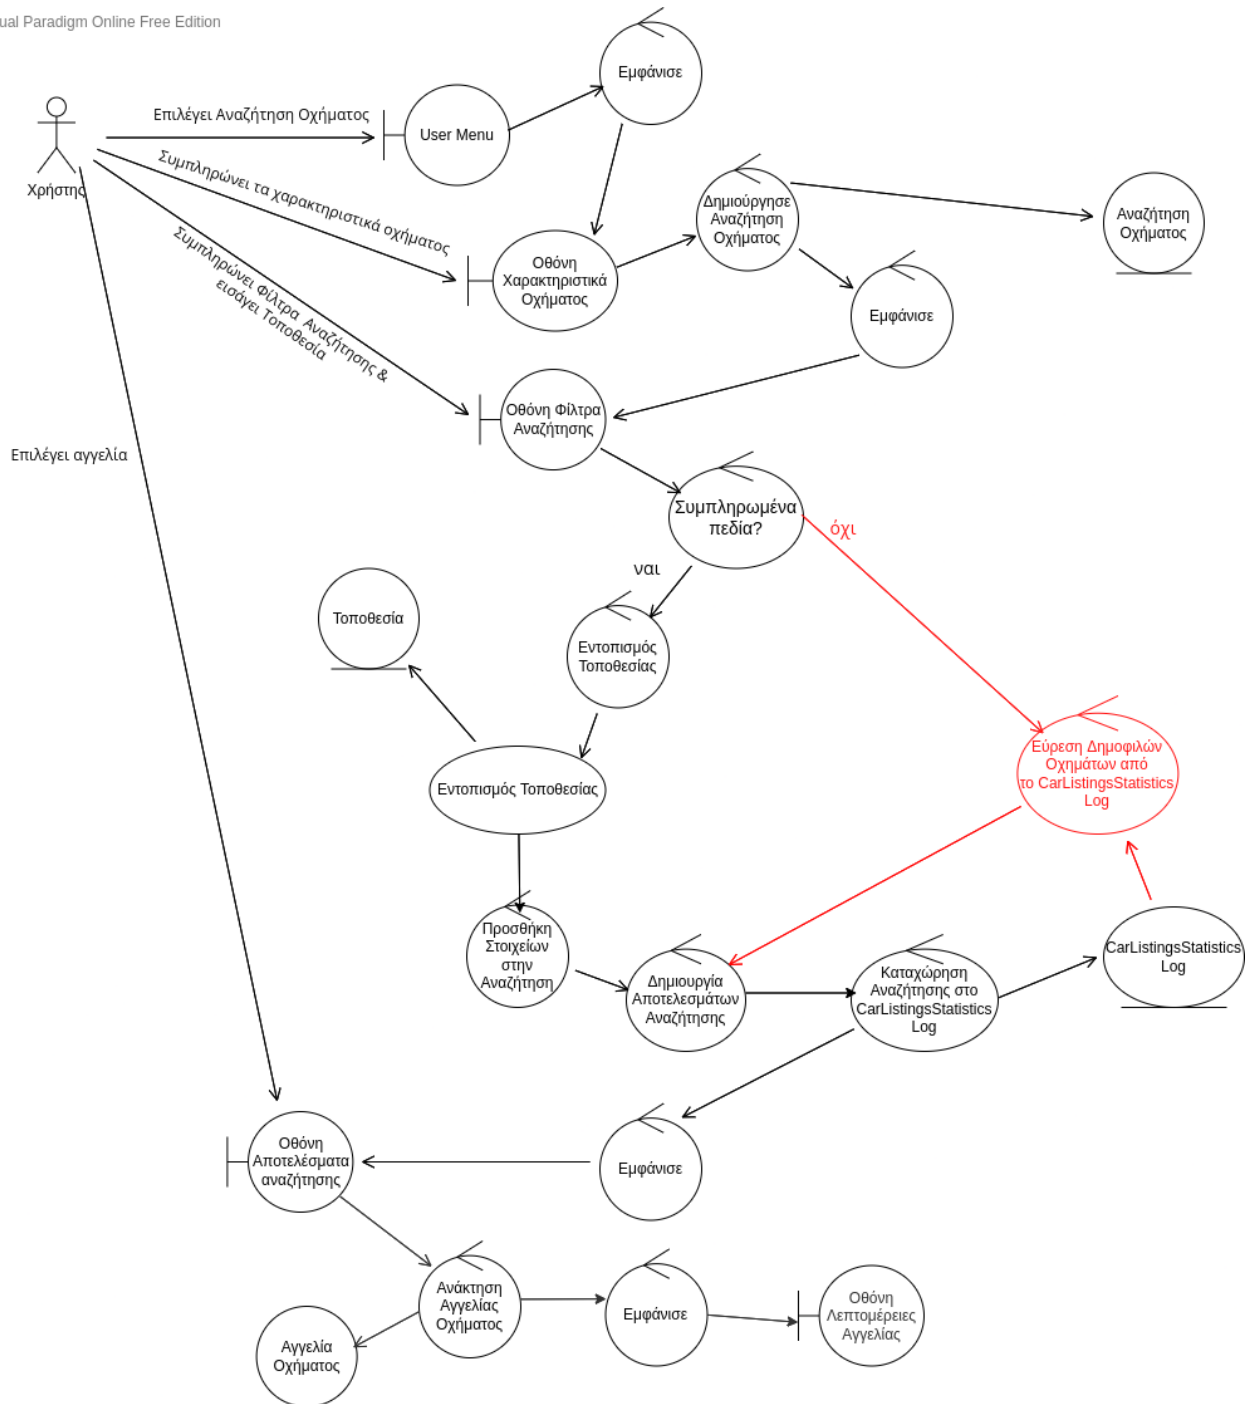 ual Paradigm Online Free Edition
Εμφάνισε
Επιλέγει Αναζήτηση Οχήματος
User Menu
Χρήστης
Συμπληρώνει τα χαρακτηριστικά οχήματος
Δημιούργησε
Αναζήτηση
Οχήματος
Αναζήτηση
Οχήματος
Συμπληρώνει Φίλτρα Αναζήτησης &
εισάγει Τοποθεσία
Οθόνη
Χαρακτηριστικά
Οχήματος
Εμφάνισε
Οθόνη Φίλτρα
Αναζήτησης
Επιλέγει αγγελία
Συμπληρωμένα
πεδία?
όχι
ναι
Τοποθεσία
Εντοπισμός
Τοποθεσίας
Εύρεση Δημοφιλών
Οχημάτων από
το CarListingsStatistics
Log
Εντοπισμός Τοποθεσίας
Προσθήκη
Στοιχείων
στην
Αναζήτηση
Δημιουργία
Αποτελεσμάτων
Αναζήτησης
Καταχώρηση
Αναζήτησης στο
CarListingsStatistics
Log
CarListingsStatistics
Log
Οθόνη
Αποτελέσματα
αναζήτησης
Εμφάνισε
Ανάκτηση
Αγγελίας
Οχήματος
Εμφάνισε
Οθόνη
Λεπτομέρειες
Αγγελίας
Αγγελία
Οχήματος